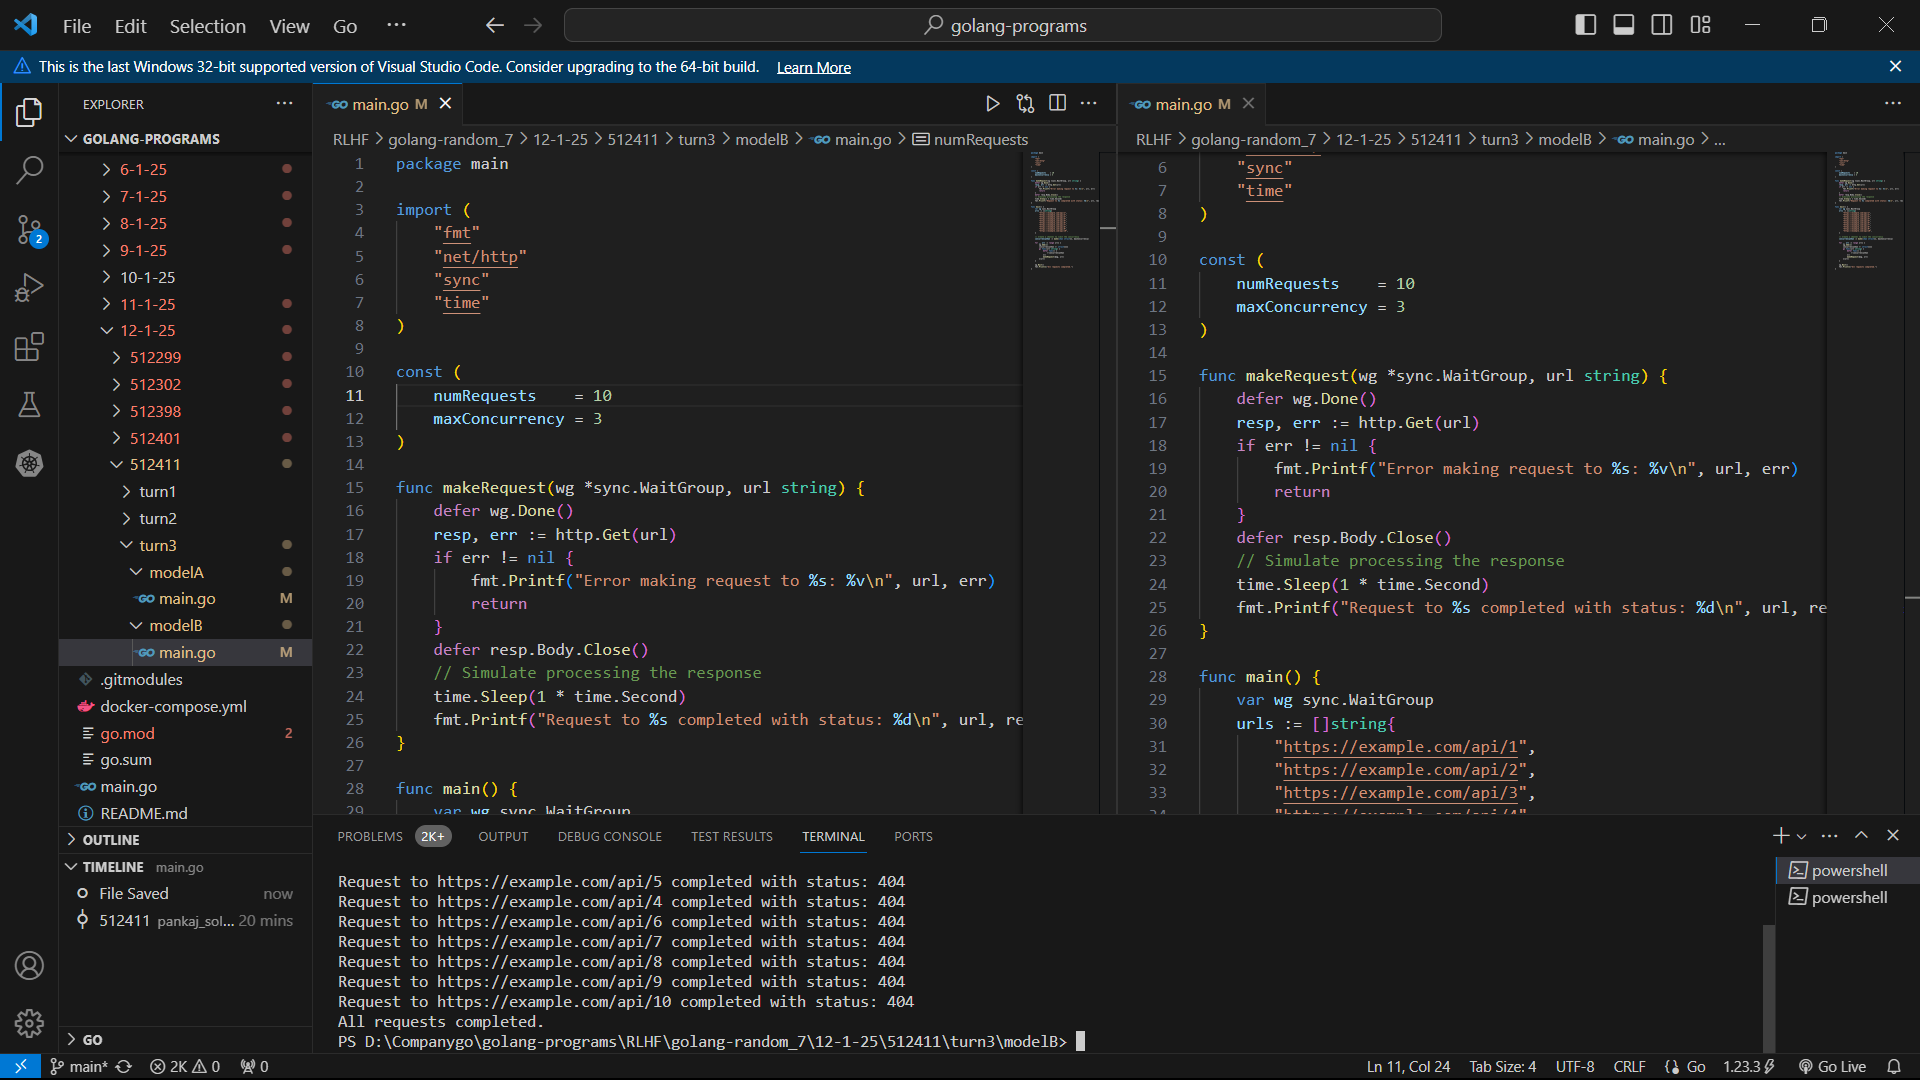 File Edit Selection View Go ··· golang-programs
This is the last Windows 32-bit supported version of Visual Studio Code. Consider upgrading to the 64-bit build. Learn More
EXPLORER ···
GOLANG-PROGRAMS
6-1-25
7-1-25
8-1-25
9-1-25
10-1-25
11-1-25
12-1-25
512299
512302
512398
512401
512411
turn1
turn2
turn3
modelA
main.go M
modelB
main.go M
.gitmodules
docker-compose.yml
go.mod 2
go.sum
main.go
README.md
OUTLINE
TIMELINE main.go
File Saved now
512411 pankaj_sol... 20 mins
GO
main.go M
RLHF > golang-random_7 > 12-1-25 > 512411 > turn3 > modelB > main.go > numRequests
1 package main
2
3 import (
4 "fmt"
5 "net/http"
6 "sync"
7 "time"
8 )
9
10 const (
11 numRequests = 10
12 maxConcurrency = 3
13 )
14
15 func makeRequest(wg *sync.WaitGroup, url string) {
16 defer wg.Done()
17 resp, err := http.Get(url)
18 if err != nil {
19 fmt.Printf("Error making request to %s: %v\n", url, err)
20 return
21 }
22 defer resp.Body.Close()
23 // Simulate processing the response
24 time.Sleep(1 * time.Second)
25 fmt.Printf("Request to %s completed with status: %d\n", url, re
26 }
27
28 func main() {
29 var wg sync.WaitGroup
main.go M
RLHF > golang-random_7 > 12-1-25 > 512411 > turn3 > modelB > main.go > ...
6 "sync"
7 "time"
8 )
9
10 const (
11 numRequests = 10
12 maxConcurrency = 3
13 )
14
15 func makeRequest(wg *sync.WaitGroup, url string) {
16 defer wg.Done()
17 resp, err := http.Get(url)
18 if err != nil {
19 fmt.Printf("Error making request to %s: %v\n", url, err)
20 return
21 }
22 defer resp.Body.Close()
23 // Simulate processing the response
24 time.Sleep(1 * time.Second)
25 fmt.Printf("Request to %s completed with status: %d\n", url, re
26 }
27
28 func main() {
29 var wg sync.WaitGroup
30 urls := []string{
31 "https://example.com/api/1",
32 "https://example.com/api/2",
33 "https://example.com/api/3",
34 "https://example.com/api/4",
PROBLEMS 2K+ OUTPUT DEBUG CONSOLE TEST RESULTS TERMINAL PORTS
Request to https://example.com/api/5 completed with status: 404
Request to https://example.com/api/4 completed with status: 404
Request to https://example.com/api/6 completed with status: 404
Request to https://example.com/api/7 completed with status: 404
Request to https://example.com/api/8 completed with status: 404
Request to https://example.com/api/9 completed with status: 404
Request to https://example.com/api/10 completed with status: 404
All requests completed.
PS D:\Companygo\golang-programs\RLHF\golang-random_7\12-1-25\512411\turn3\modelB>
powershell
powershell
main* 2K 0 0 Ln 11, Col 24 Tab Size: 4 UTF-8 CRLF Go 1.23.3 Go Live